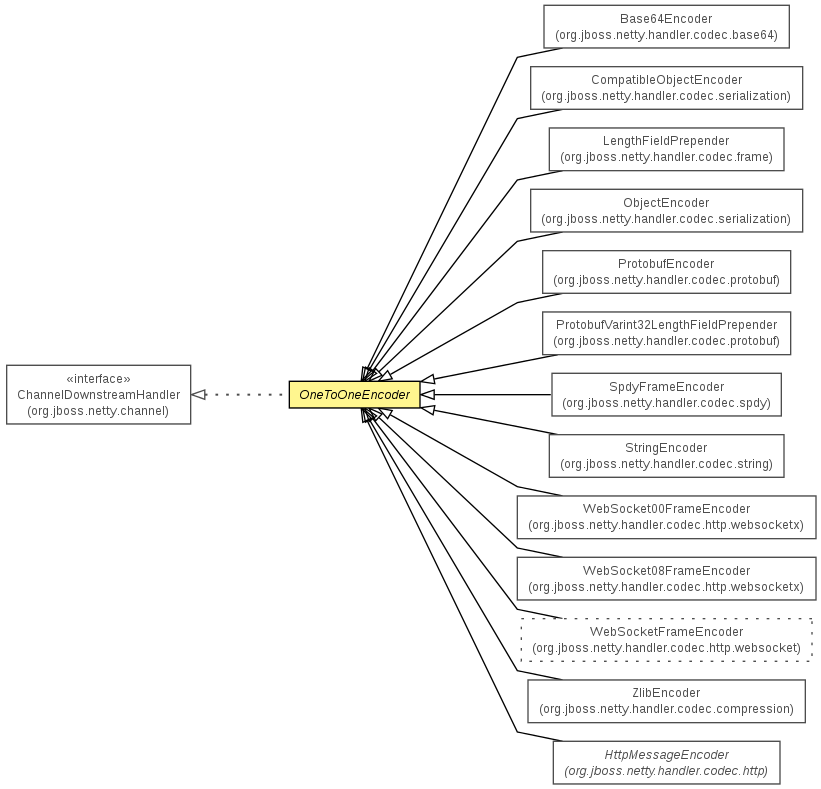 Base64Encoder
(org.jboss.netty.handler.codec.base64)
CompatibleObjectEncoder
(org.jboss.netty.handler.codec.serialization)
LengthFieldPrepender
(org.jboss.netty.handler.codec.frame)
ObjectEncoder
(org.jboss.netty.handler.codec.serialization)
ProtobufEncoder
(org.jboss.netty.handler.codec.protobuf)
ProtobufVarint32LengthFieldPrepender
(org.jboss.netty.handler.codec.protobuf)
«interface»
ChannelDownstreamHandler
(org.jboss.netty.channel)
OneToOneEncoder
SpdyFrameEncoder
(org.jboss.netty.handler.codec.spdy)
StringEncoder
(org.jboss.netty.handler.codec.string)
WebSocket00FrameEncoder
(org.jboss.netty.handler.codec.http.websocketx)
WebSocket08FrameEncoder
(org.jboss.netty.handler.codec.http.websocketx)
WebSocketFrameEncoder
(org.jboss.netty.handler.codec.http.websocket)
ZlibEncoder
(org.jboss.netty.handler.codec.compression)
HttpMessageEncoder
(org.jboss.netty.handler.codec.http)